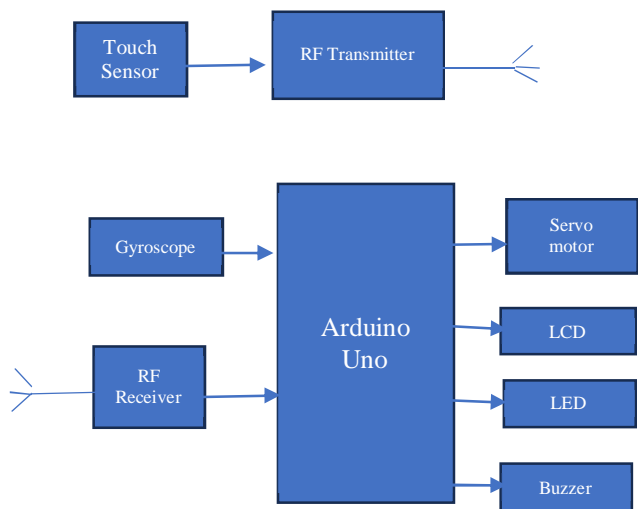 Touch
Sensor
RF Transmitter
Gyroscope
Servo
motor
Arduino
Uno
LCD
RF
Receiver
LED
Buzzer